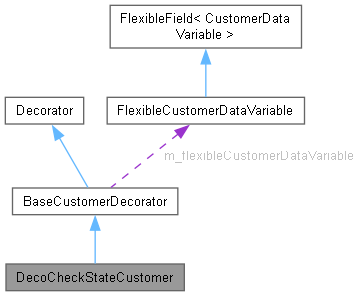 FlexibleField< CustomerData
Variable >
Decorator
FlexibleCustomerDataVariable
m_flexibleCustomerDataVariable
BaseCustomerDecorator
DecoCheckStateCustomer